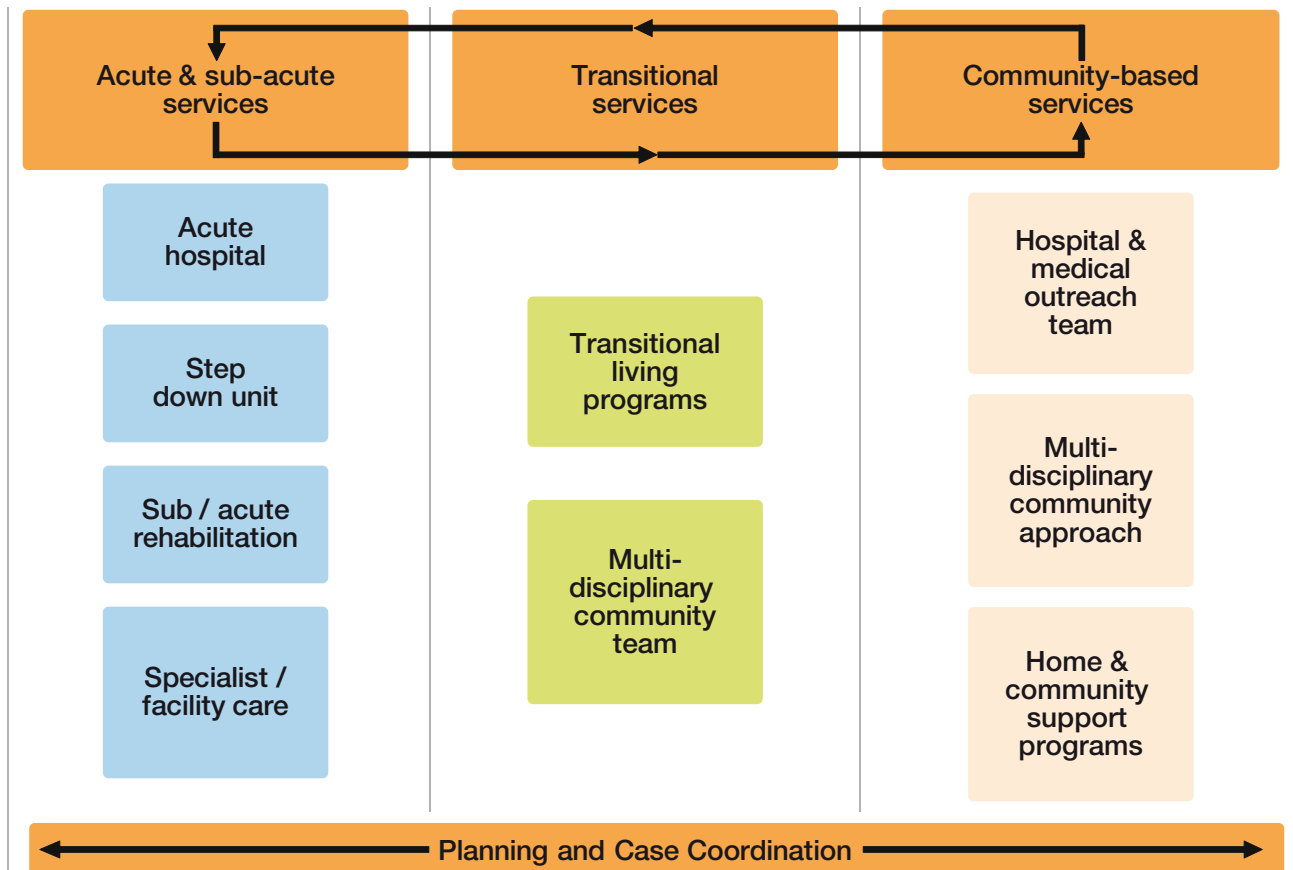 Acute & sub-acute
services
Transitional
services
Community-based
services
Acute
hospital
Step
down unit
Sub / acute
rehabilitation
Specialist /
facility care
Transitional
living
programs
Multi-
disciplinary
community
team
Hospital &
medical
outreach
team
Multi-
disciplinary
community
approach
Home &
community
support
programs
Planning and Case Coordination